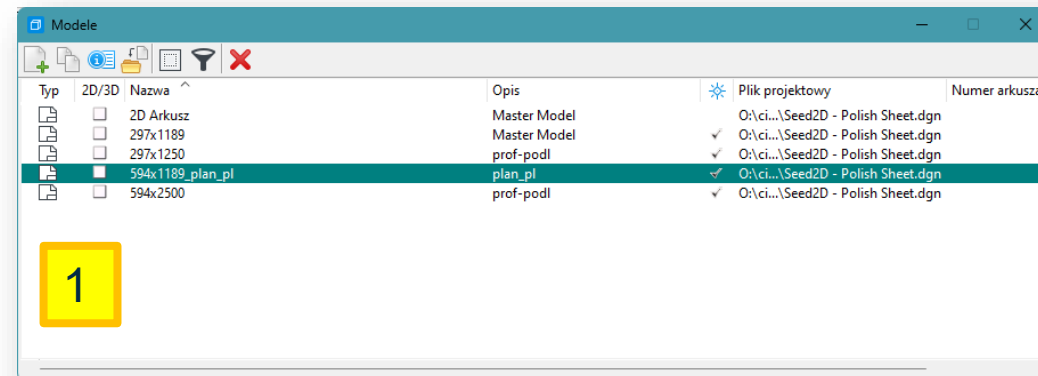 Modele
Typ 2D/3D Nazwa Opis Plik projektowy Numer arkusza
2D Arkusz Master Model O:\ci...\Seed2D - Polish Sheet.dgn
297x1189 Master Model O:\ci...\Seed2D - Polish Sheet.dgn
297x1250 prof-podl O:\ci...\Seed2D - Polish Sheet.dgn
594x1189_plan_pl plan_pl O:\ci...\Seed2D - Polish Sheet.dgn
594x2500 prof-podl O:\ci...\Seed2D - Polish Sheet.dgn
1